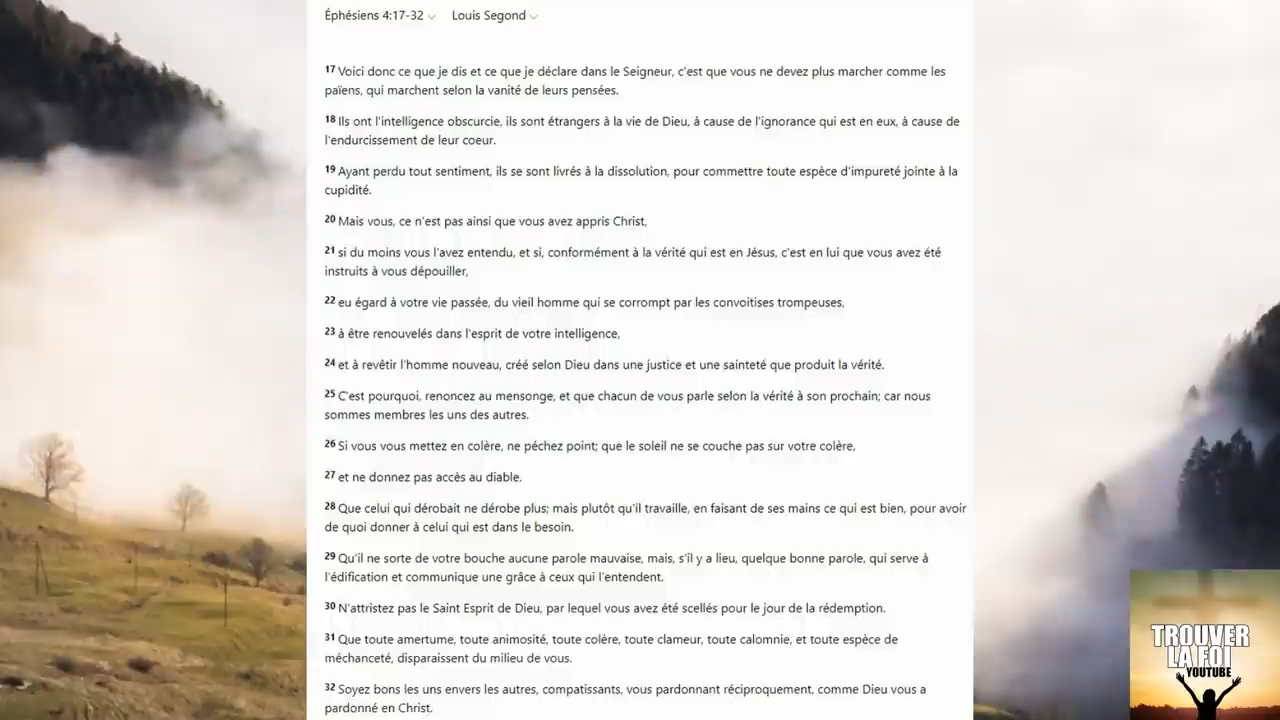 Éphésiens 4:17-32 Louis Segond
17 Voici donc ce que je dis et ce que je déclare dans le Seigneur, c'est que vous ne devez plus marcher comme les
païens, qui marchent selon la vanité de leurs pensées.
18 Ils ont l'intelligence obscurcie, ils sont étrangers à la vie de Dieu, à cause de l'ignorance qui est en eux, à cause de
l'endurcissement de leur coeur.
19 Ayant perdu tout sentiment, ils se sont livrés à la dissolution, pour commettre toute espèce d'impureté jointe à la
cupidité.
20 Mais vous, ce n'est pas ainsi que vous avez appris Christ,
21 si du moins vous l'avez entendu, et si, conformément à la vérité qui est en Jésus, c'est en lui que vous avez été
instruits à vous dépouiller,
22 eu égard à votre vie passée, du vieil homme qui se corrompt par les convoitises trompeuses,
23 à être renouvelés dans l'esprit de votre intelligence,
24 et à revêtir l'homme nouveau, créé selon Dieu dans une justice et une sainteté que produit la vérité.
25 C'est pourquoi, renoncez au mensonge, et que chacun de vous parle selon la vérité à son prochain; car nous
sommes membres les uns des autres.
26 Si vous vous mettez en colère, ne péchez point; que le soleil ne se couche pas sur votre colère,
27 et ne donnez pas accès au diable.
28 Que celui qui dérobait ne dérobe plus; mais plutôt qu'il travaille, en faisant de ses mains ce qui est bien, pour avoir
de quoi donner à celui qui est dans le besoin.
29 Qu'il ne sorte de votre bouche aucune parole mauvaise, mais, s'il y a lieu, quelque bonne parole, qui serve à
l'édification et communique une grâce à ceux qui l'entendent.
30 N'attristez pas le Saint Esprit de Dieu, par lequel vous avez été scellés pour le jour de la rédemption.
31 Que toute amertume, toute animosité, toute colère, toute clameur, toute calomnie, et toute espèce de
méchanceté, disparaissent du milieu de vous.
32 Soyez bons les uns envers les autres, compatissants, vous pardonnant réciproquement, comme Dieu vous a
pardonné en Christ.
TROUVER
LA FOI
YOUTUBE